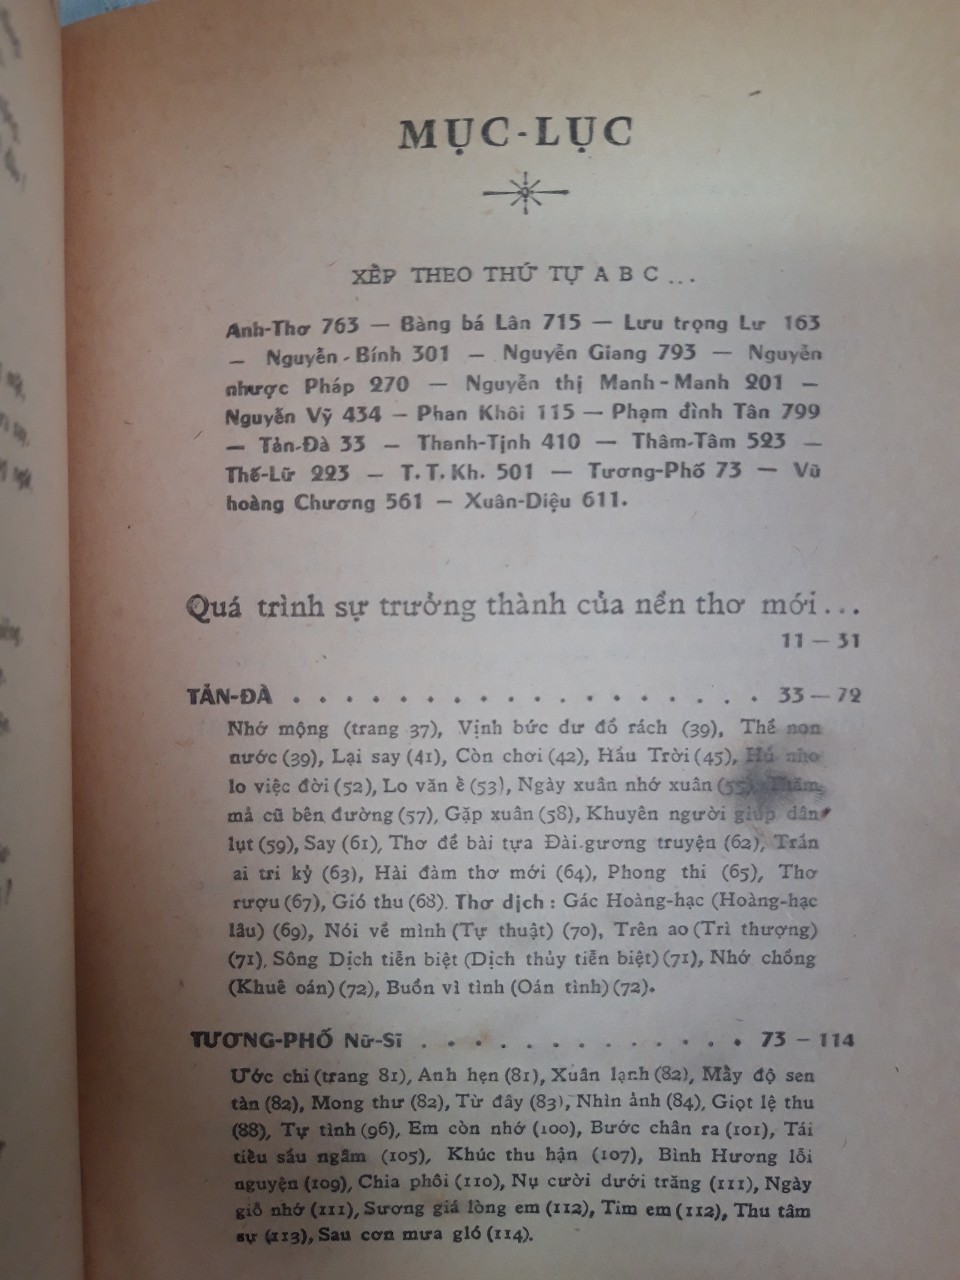 MỤC-LỤC
XẾP THEO THỨ TỰ A B C ...
Anh-Thơ 763 — Bàng bá Lân 715 — Lưu trọng Lư 163
— Nguyễn-Bính 301 — Nguyễn Giang 793 — Nguyễn
nhược Pháp 270 — Nguyễn thị Manh-Manh 201 —
Nguyễn Vỹ 434 — Phan Khôi 115 — Phạm đình Tân 799
— Tản-Đà 33 — Thanh-Tịnh 410 — Thâm-Tâm 523 —
Thế-Lữ 223 — T.T.Kh. 501 — Tương-Phố 73 — Vũ
hoàng Chương 561 — Xuân-Diệu 611.
Quá trình sự trưởng thành của nền thơ mới...
11 — 31
TẢN-ĐÀ . . . . . . . . . . . . . . . . . . 33 — 72
Nhớ mộng (trang 37), Vịnh bức dư đồ rách (39), Thề non
nước (39), Lại say (41), Còn chơi (42), Hầu Trời (45), Hủ nho
lo việc đời (52), Lo văn ế (53), Ngày xuân nhớ xuân (55), Thăm
mả cũ bên đường (57), Gặp xuân (58), Khuyên người giúp dân
lụt (59), Say (61), Thơ đề bài tựa Đài-gương truyện (62), Trần
ai tri kỷ (63), Hài đàm thơ mới (64), Phong thi (65), Thơ
rượu (67), Gió thu (68). Thơ dịch : Gác Hoàng-hạc (Hoàng-hạc
lâu) (69), Nói về mình (Tự thuật) (70), Trên ao (Trì thượng)
(71), Sông Dịch tiễn biệt (Dịch thủy tiễn biệt) (71), Nhớ chồng
(Khuê oán) (72), Buồn vì tình (Oán tình) (72).
TƯƠNG-PHỐ Nữ-Sĩ . . . . . . . . . . . . . 73 — 114
Ước chi (trang 81), Anh hẹn (81), Xuân lạnh (82), Mấy độ sen
tàn (82), Mong thư (82), Từ đây (83), Nhìn ảnh (84), Giọt lệ thu
(88), Tự tình (96), Em còn nhớ (100), Bước chân ra (101), Tái
tiếu sầu ngâm (105), Khúc thu hận (107), Bình Hương lỗi
nguyện (109), Chia phôi (110), Nụ cười dưới trăng (111), Ngày
giỗ nhớ (111), Sương giá lòng em (112), Tim em (112), Thu tâm
sự (113), Sau cơn mưa gió (114).